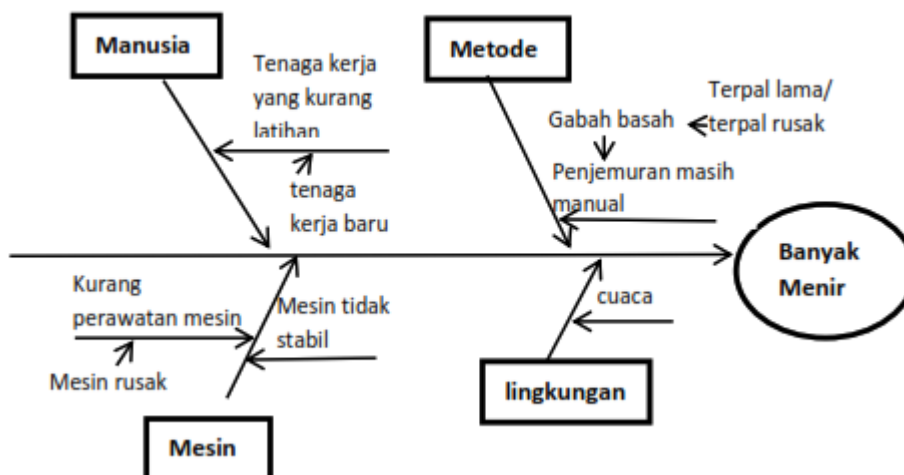 Manusia
Tenaga kerja
yang kurang
latihan
tenaga
kerja baru
Metode
Terpal lama/
terpal rusak
Gabah basah
Penjemuran masih
manual
Banyak
Menir
Kurang
perawatan mesin
Mesin rusak
Mesin tidak
stabil
Mesin
cuaca
lingkungan